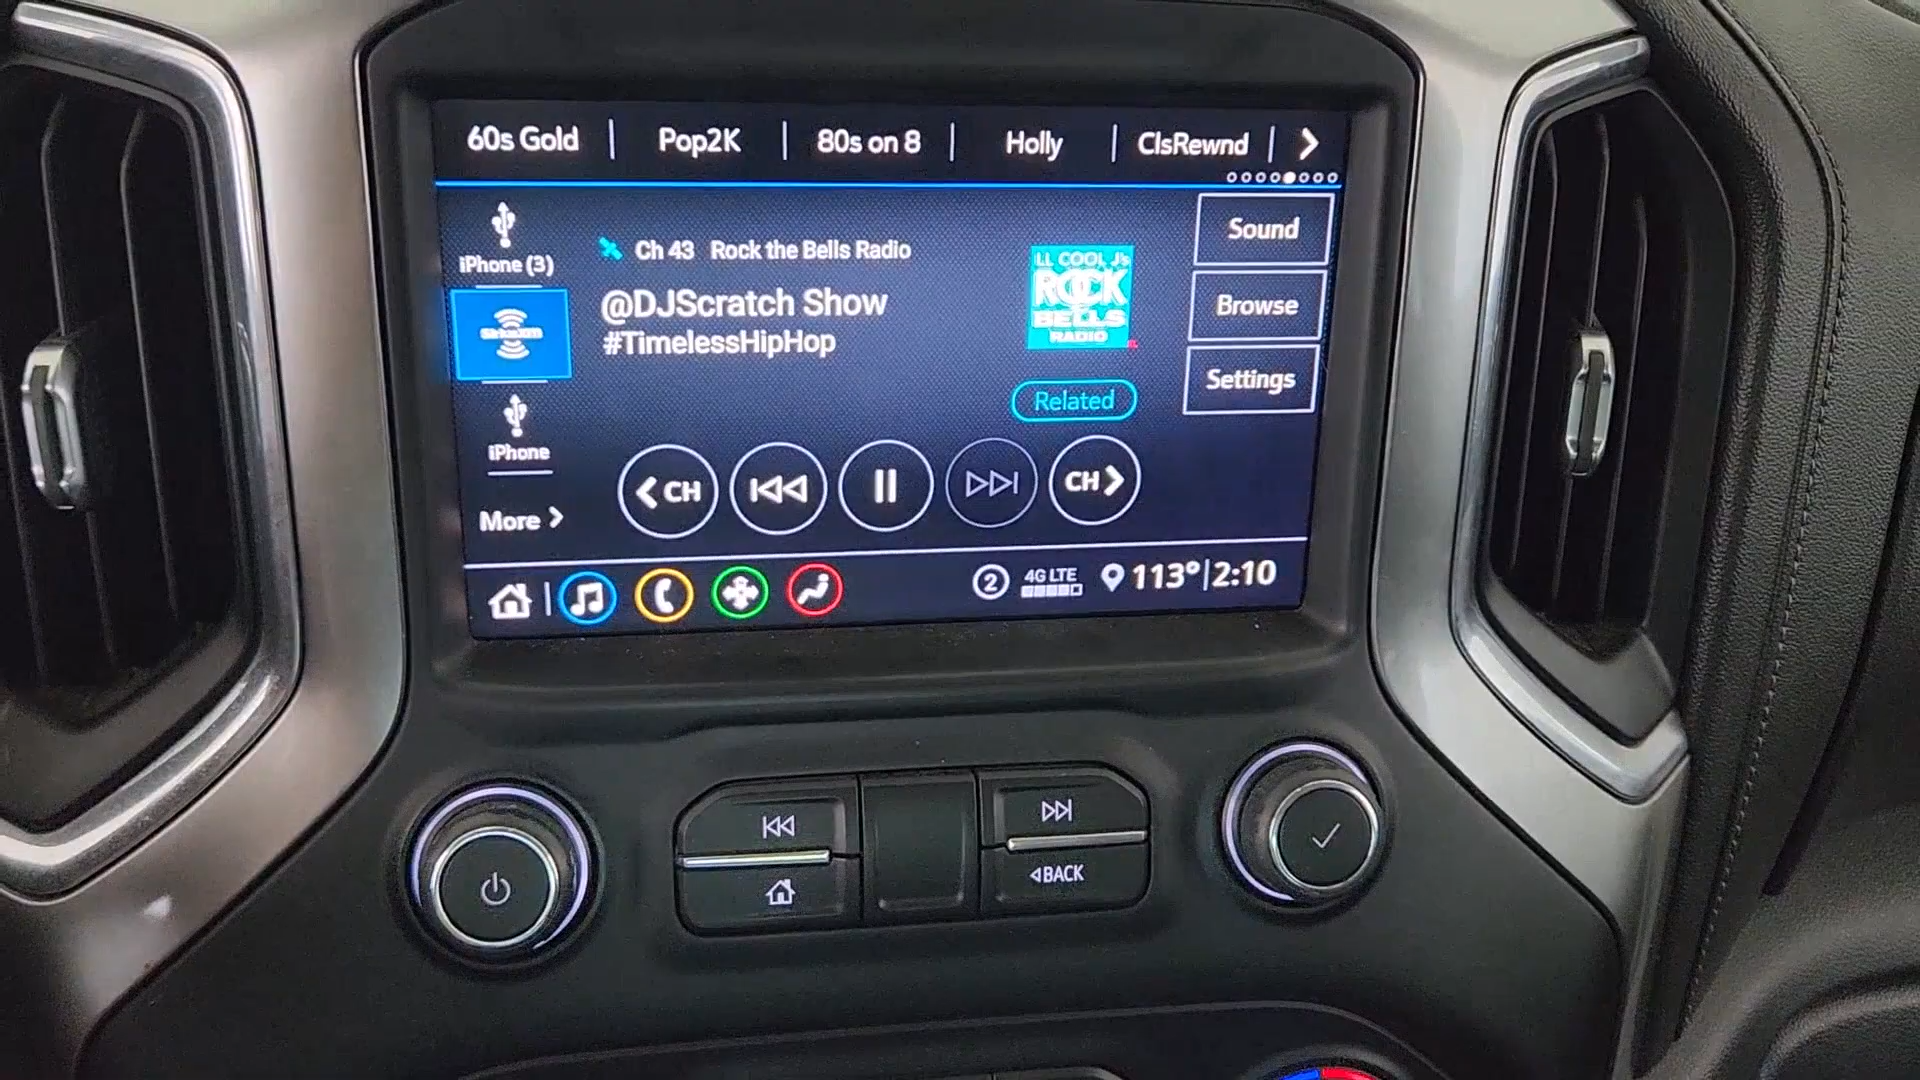 60s Gold
Pop2K
80s on 8
Holly
ClsRewnd
iPhone (3)
SiriusXM
iPhone
More
Ch 43 Rock the Bells Radio
@DJScratch Show
#TimelessHipHop
LL COOL J's
ROCK
BELLS
RADIO
Related
Sound
Browse
Settings
CH
CH
2
4G LTE
113° 2:10
BACK